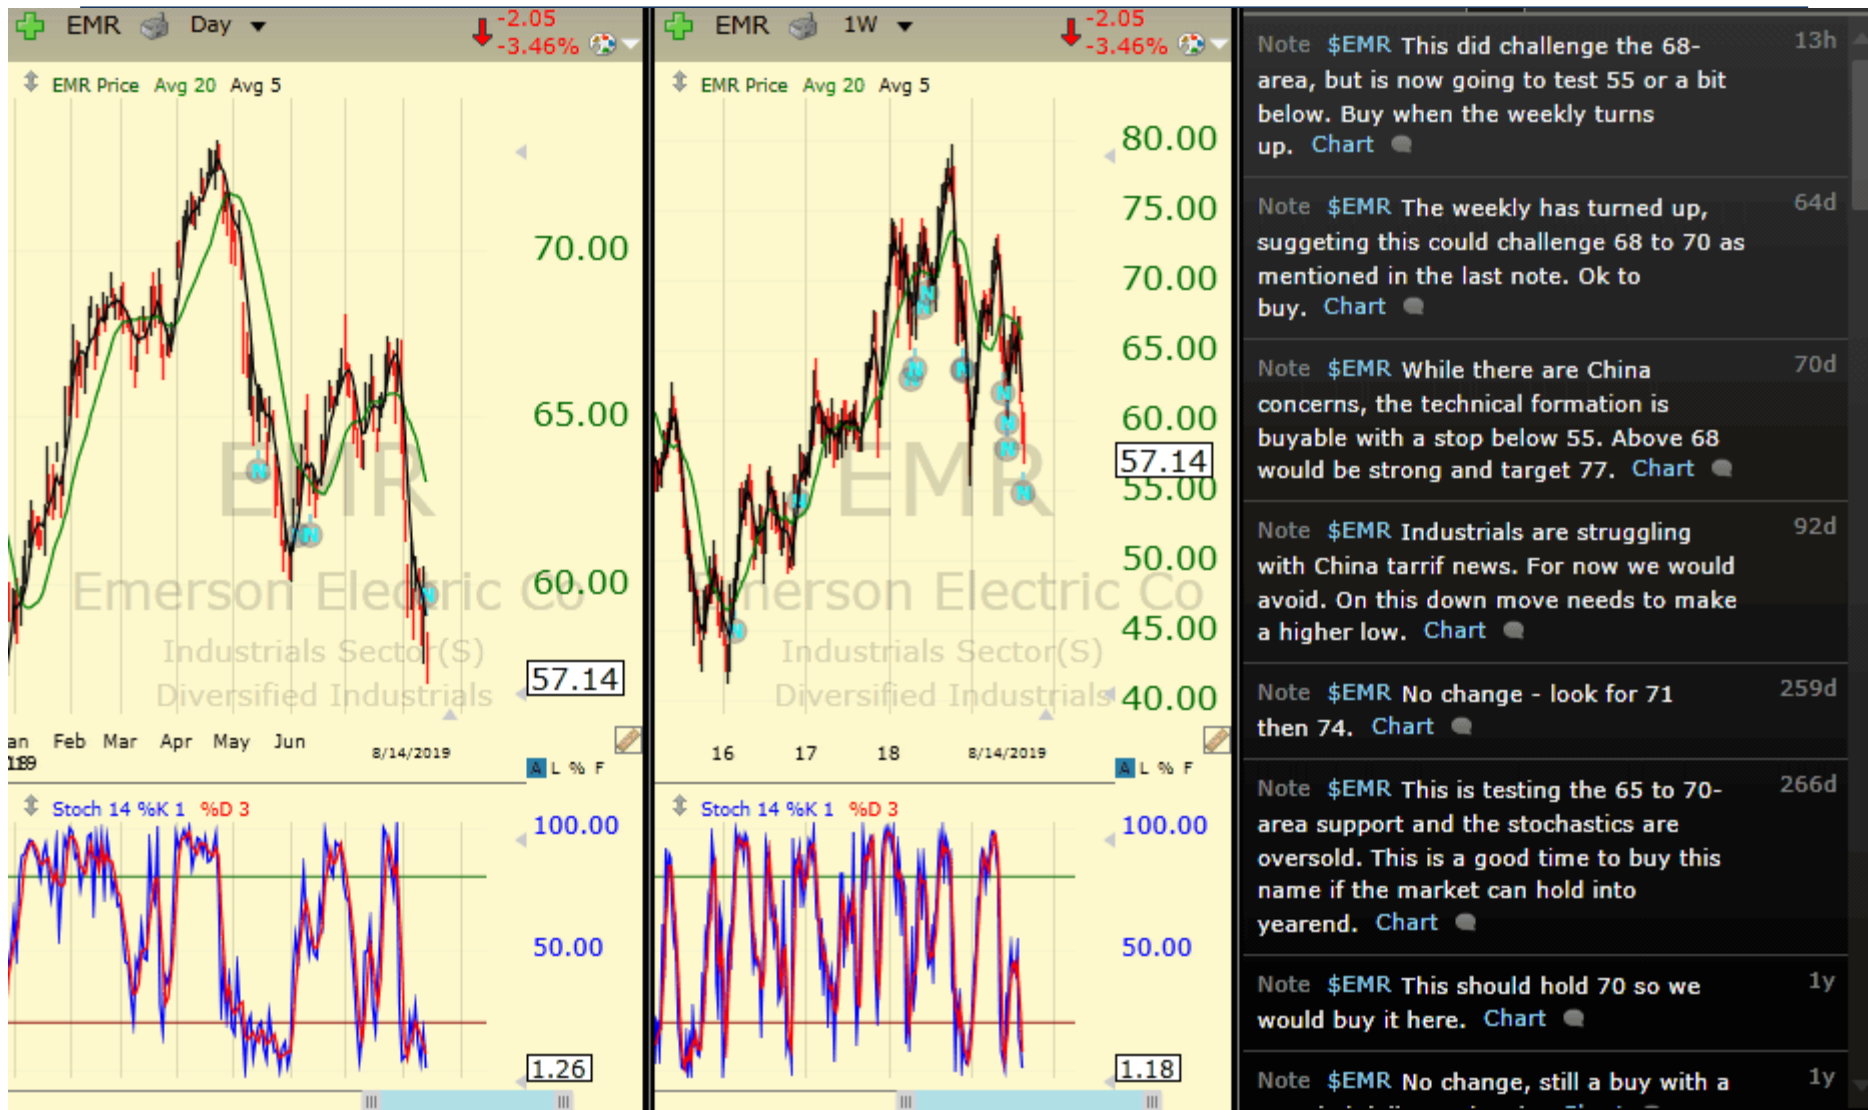 EMR Day -2.05
-3.46%
EMR Price Avg 20 Avg 5
70.00
65.00
60.00
57.14
EMR
Emerson Electric Co
Industrials Sector(S)
Diversified Industrials
an Feb Mar Apr May Jun 8/14/2019
A L % F
Stoch 14 %K 1 %D 3
100.00
50.00
1.26
EMR 1W -2.05
-3.46%
EMR Price Avg 20 Avg 5
80.00
75.00
70.00
65.00
60.00
57.14
55.00
50.00
45.00
40.00
EMR
Emerson Electric Co
Industrials Sector(S)
Diversified Industrials
16 17 18 8/14/2019
A L % F
Stoch 14 %K 1 %D 3
100.00
50.00
1.18
Note $EMR This did challenge the 68- 13h
area, but is now going to test 55 or a bit
below. Buy when the weekly turns
up. Chart
Note $EMR The weekly has turned up, 64d
suggeting this could challenge 68 to 70 as
mentioned in the last note. Ok to
buy. Chart
Note $EMR While there are China 70d
concerns, the technical formation is
buyable with a stop below 55. Above 68
would be strong and target 77. Chart
Note $EMR Industrials are struggling 92d
with China tarrif news. For now we would
avoid. On this down move needs to make
a higher low. Chart
Note $EMR No change - look for 71 259d
then 74. Chart
Note $EMR This is testing the 65 to 70- 266d
area support and the stochastics are
oversold. This is a good time to buy this
name if the market can hold into
yearend. Chart
Note $EMR This should hold 70 so we 1y
would buy it here. Chart
Note $EMR No change, still a buy with a 1y